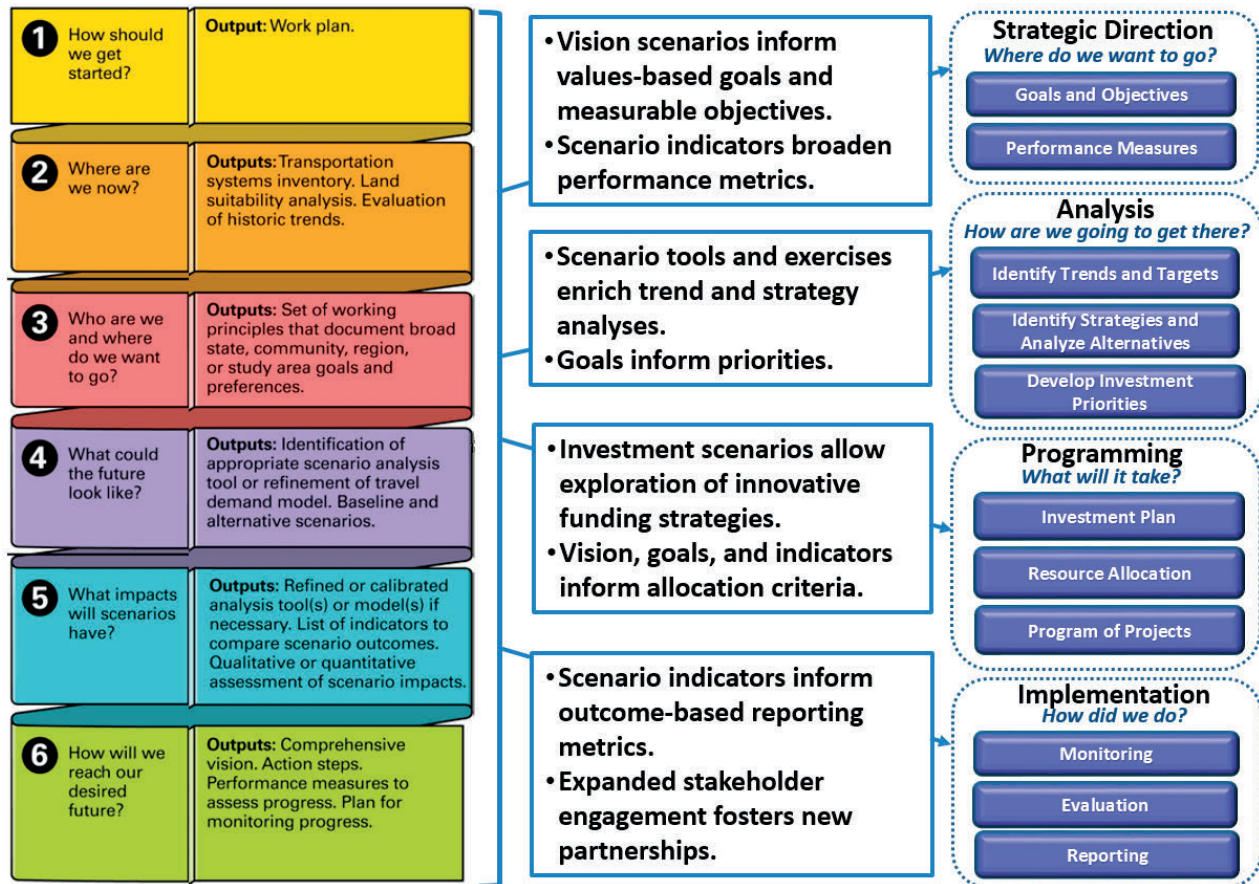 1
How should
we get
started?
Output: Work plan.
2
Where are
we now?
Outputs: Transportation
systems inventory. Land
suitability analysis. Evaluation
of historic trends.
3
Who are we
and where
do we want
to go?
Outputs: Set of working
principles that document broad
state, community, region,
or study area goals and
preferences.
4
What could
the future
look like?
Outputs: Identification of
appropriate scenario analysis
tool or refinement of travel
demand model. Baseline and
alternative scenarios.
5
What impacts
will scenarios
have?
Outputs: Refined or calibrated
analysis tool(s) or model(s) if
necessary. List of indicators to
compare scenario outcomes.
Qualitative or quantitative
assessment of scenario impacts.
6
How will we
reach our
desired
future?
Outputs: Comprehensive
vision. Action steps.
Performance measures to
assess progress. Plan for
monitoring progress.
•Vision scenarios inform
values-based goals and
measurable objectives.
•Scenario indicators broaden
performance metrics.
•Scenario tools and exercises
enrich trend and strategy
analyses.
•Goals inform priorities.
•Investment scenarios allow
exploration of innovative
funding strategies.
•Vision, goals, and indicators
inform allocation criteria.
•Scenario indicators inform
outcome-based reporting
metrics.
•Expanded stakeholder
engagement fosters new
partnerships.
Strategic Direction
Where do we want to go?
Goals and Objectives
Performance Measures
Analysis
How are we going to get there?
Identify Trends and Targets
Identify Strategies and
Analyze Alternatives
Develop Investment
Priorities
Programming
What will it take?
Investment Plan
Resource Allocation
Program of Projects
Implementation
How did we do?
Monitoring
Evaluation
Reporting